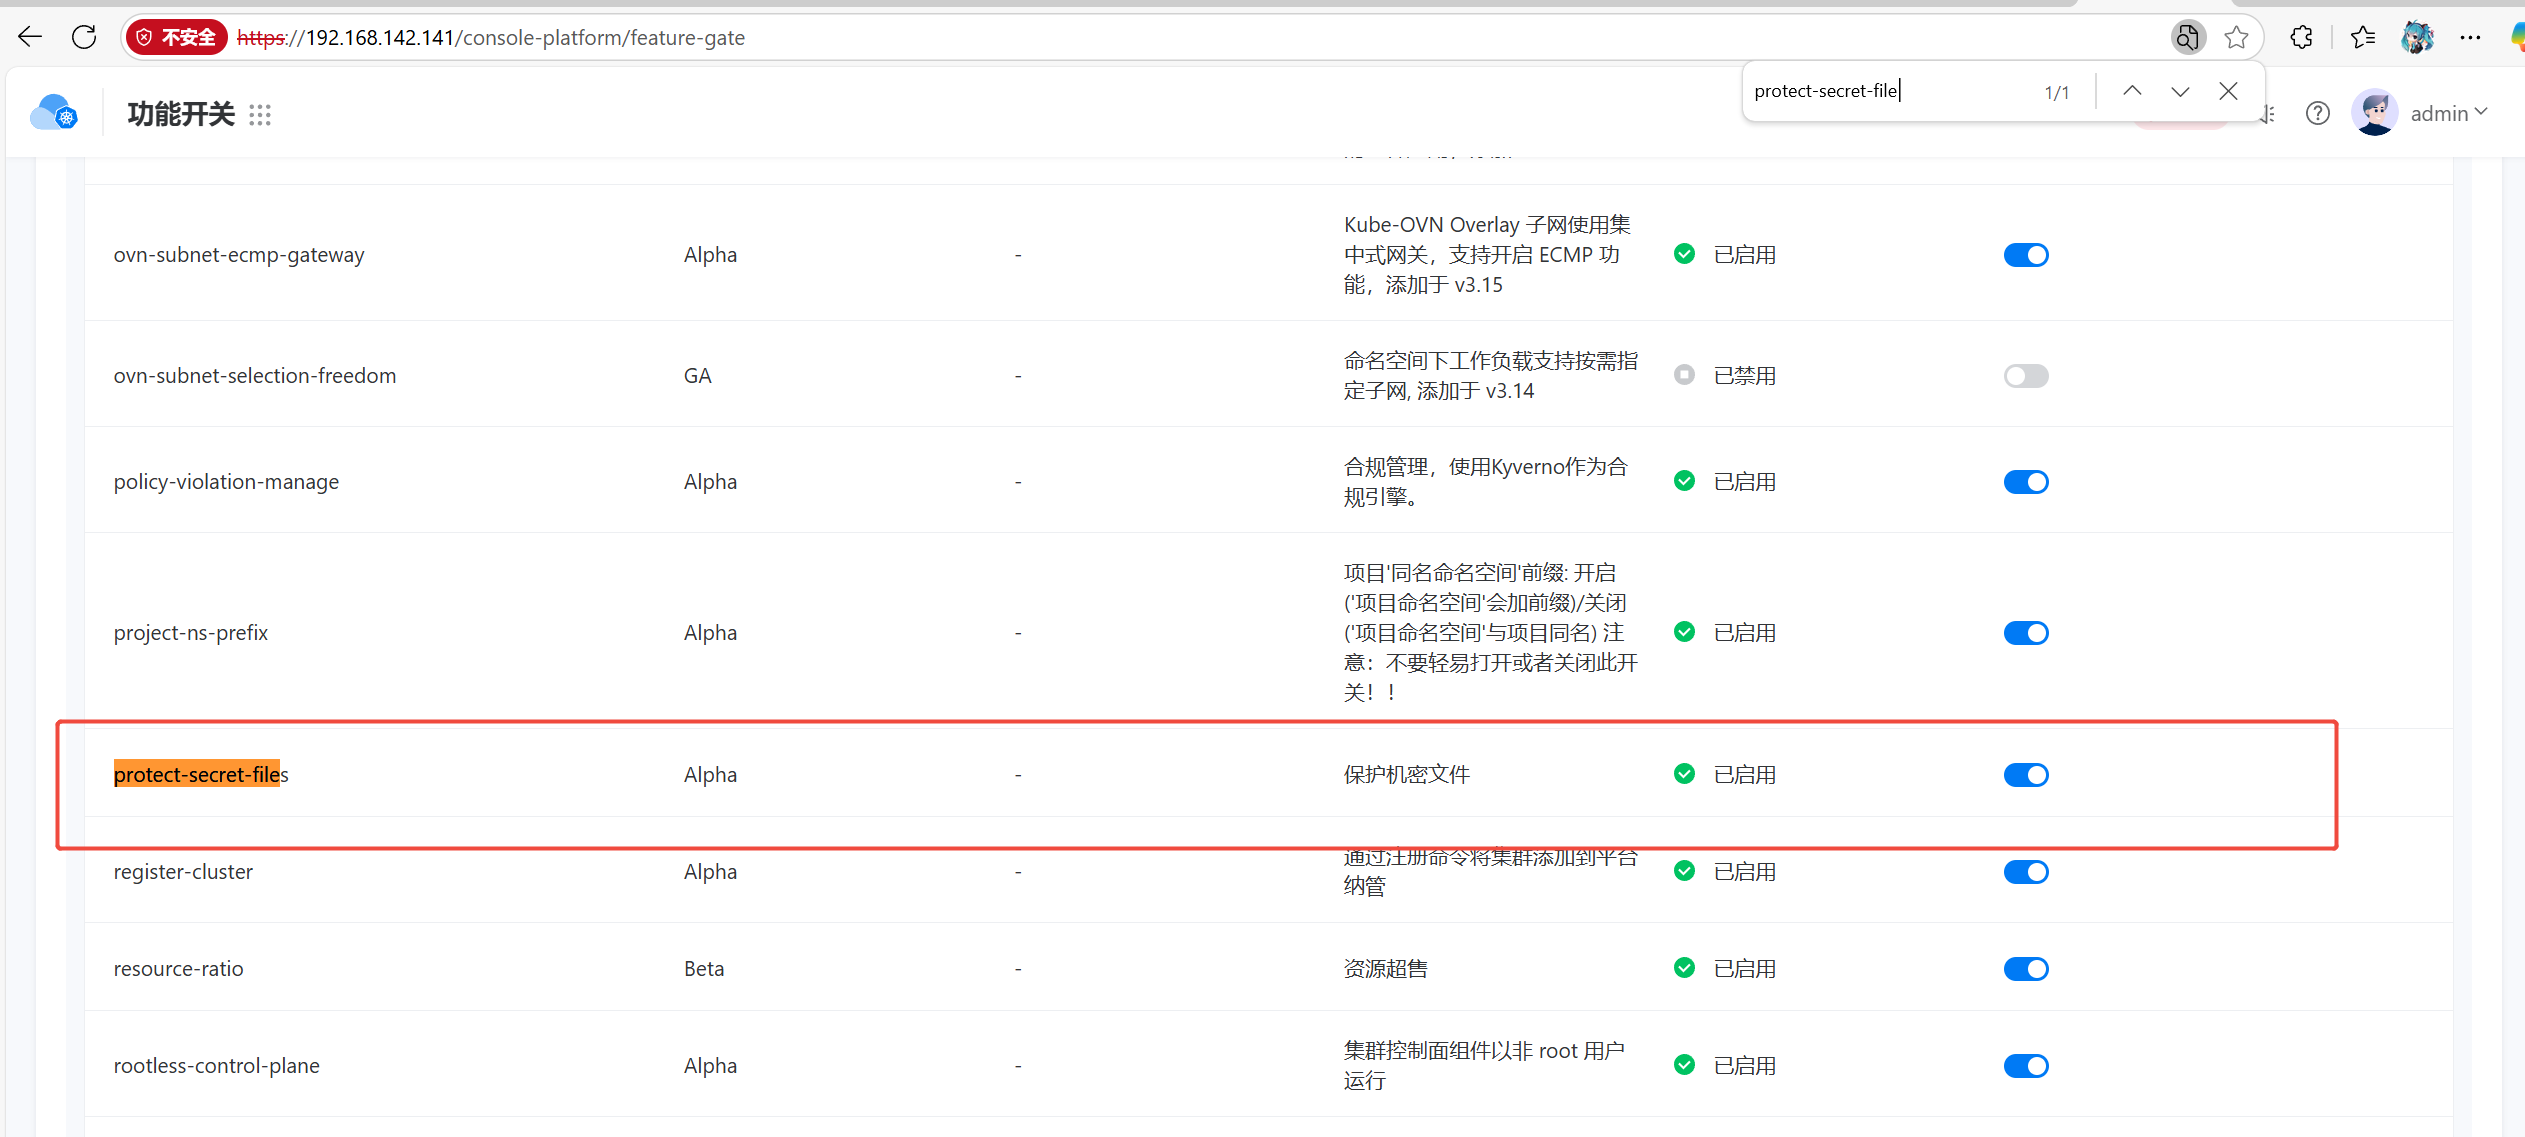 不安全 https://192.168.142.141/console-platform/feature-gate
protect-secret-file 1/1
功能开关 admin
ovn-subnet-ecmp-gateway Alpha - Kube-OVN Overlay 子网使用集
中式网关，支持开启 ECMP 功
能，添加于 v3.15
已启用
ovn-subnet-selection-freedom GA - 命名空间下工作负载支持按需指
定子网, 添加于 v3.14
已禁用
policy-violation-manage Alpha - 合规管理，使用Kyverno作为合
规引擎。
已启用
project-ns-prefix Alpha - 项目'同名命名空间'前缀: 开启
('项目命名空间'会加前缀)/关闭
('项目命名空间'与项目同名) 注
意：不要轻易打开或者关闭此开
关！！
已启用
protect-secret-files Alpha - 保护机密文件 已启用
register-cluster Alpha - 通过注册命令将集群添加到平台
纳管
已启用
resource-ratio Beta - 资源超售 已启用
rootless-control-plane Alpha - 集群控制面组件以非 root 用户
运行
已启用